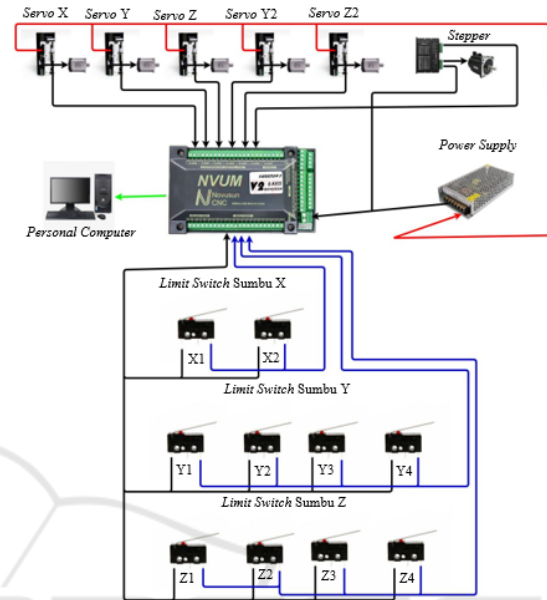 Servo X Servo Y Servo Z Servo Y2 Servo Z2
Stepper
Power Supply
NVUM
V2
Novusun
CNC
Personal Computer
Limit Switch Sumbu X
X1 X2
Limit Switch Sumbu Y
Y1 Y2 Y3 Y4
Limit Switch Sumbu Z
Z1 Z2 Z3 Z4